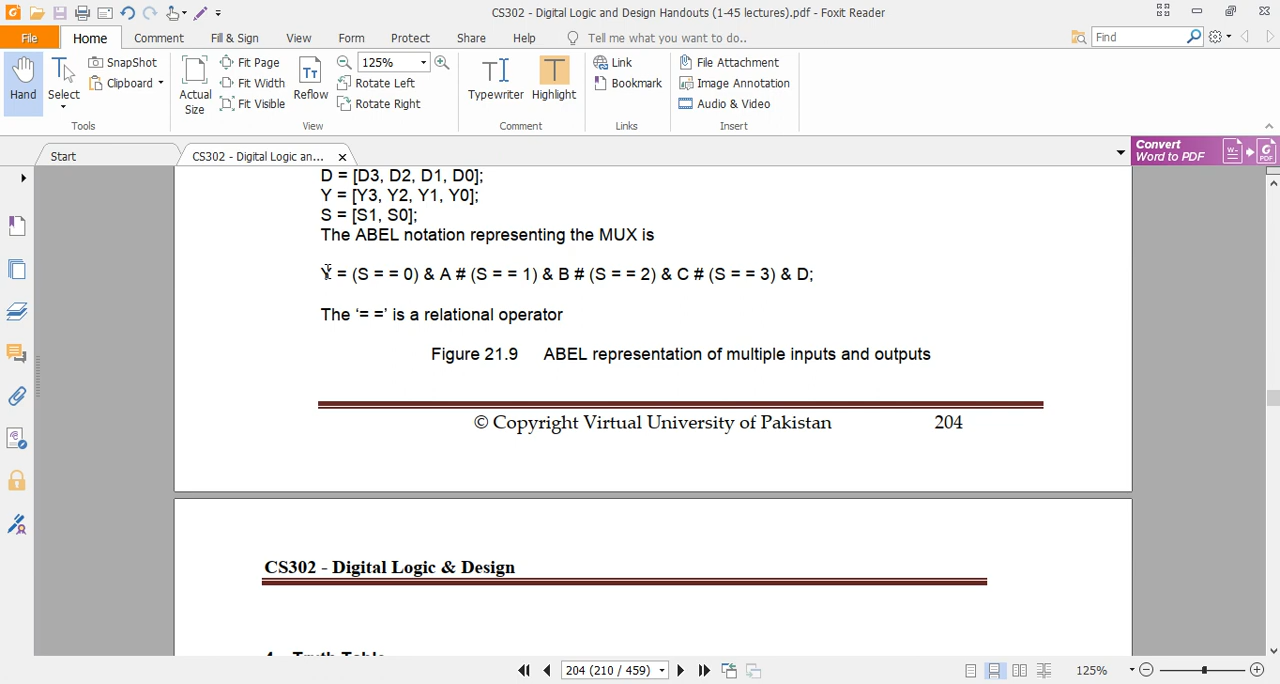 CS302 - Digital Logic and Design Handouts (1-45 lectures).pdf - Foxit Reader
File Home Comment Fill & Sign View Form Protect Share Help Tell me what you want to do.. Find
Hand Select SnapShot Clipboard Actual Size Fit Page Fit Width Fit Visible Reflow 125% Rotate Left Rotate Right Typewriter Highlight Link Bookmark File Attachment Image Annotation Audio & Video
Tools View Comment Links Insert
Start CS302 - Digital Logic an... Convert Word to PDF
D = [D3, D2, D1, D0];
Y = [Y3, Y2, Y1, Y0];
S = [S1, S0];
The ABEL notation representing the MUX is
Y = (S = = 0) & A # (S = = 1) & B # (S = = 2) & C # (S = = 3) & D;
The ‘= =’ is a relational operator
Figure 21.9 ABEL representation of multiple inputs and outputs
© Copyright Virtual University of Pakistan 204
CS302 - Digital Logic & Design
4. Truth Table
204 (210 / 459) 125%